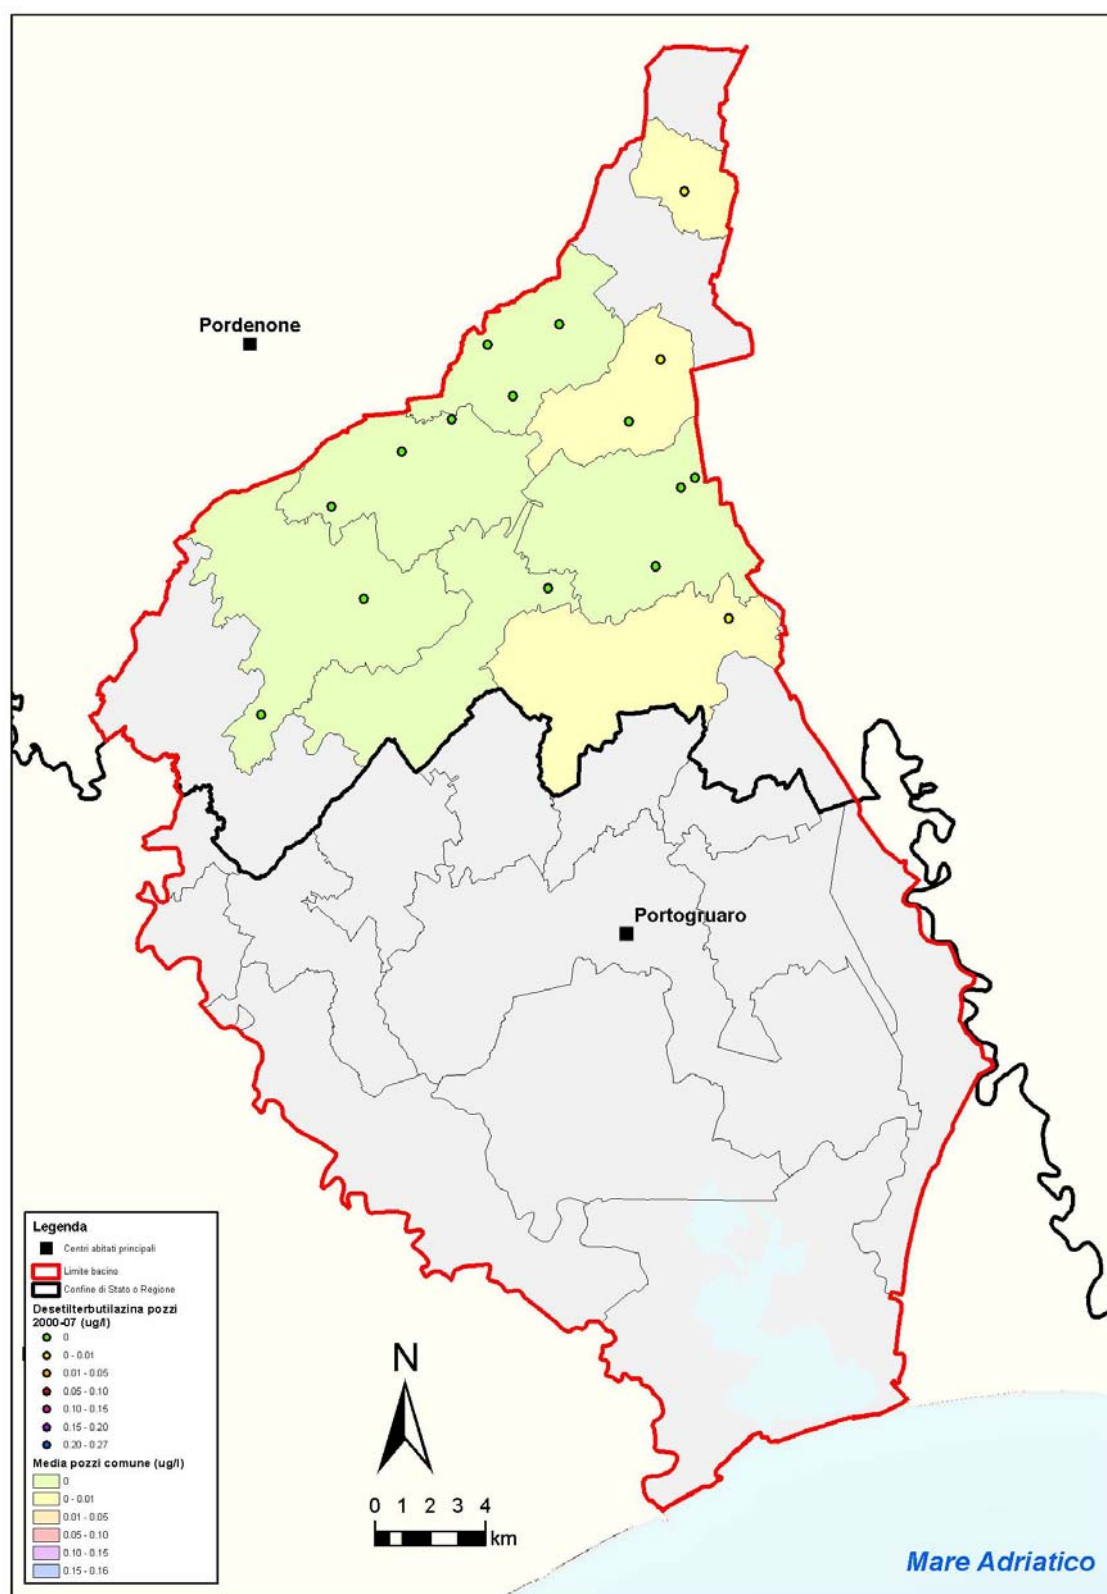 Pordenone
Portogruaro
Legenda
Centri abitati principali
Limite bacino
Confine di Stato o Regione
Desetilterbutilazina pozzi
2000-07 (ug/l)
0
0 - 0.01
0.01 - 0.05
0.05 - 0.10
0.10 - 0.15
0.15 - 0.20
0.20 - 0.27
Media pozzi comune (ug/l)
0
0 - 0.01
0.01 - 0.05
0.05 - 0.10
0.10 - 0.15
0.15 - 0.16
N
0 1 2 3 4
km
Mare Adriatico